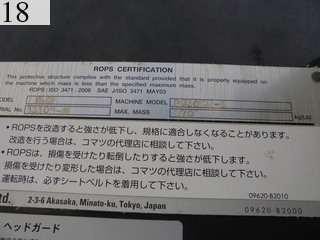 18
ROPS CERTIFICATION
This protective structure complies with the standard provided that it is properly equipped on
the machine which mass is less than the specified maximum mass.
ROPS : ISO 3471 : 2008 SAE J/ISO 3471 MAY03
MODEL
MACHINE MODEL
SERIAL No.
MAX. MASS
kg(Lb)
• ROPSを改造すると強さが低下し、規格に適合しなくなることがあります。
改造を行う場合は、コマツの代理店に相談して下さい。
• ROPSは、損傷を受けたり転倒したりすると強さが低下します。
損傷を受けたり変形した場合は、コマツの代理店に相談して下さい。
運転時は、必ずシートベルトを着用して下さい。
09620-B2010
Ltd. 2-3-6 Akasaka, Minato-ku, Tokyo, Japan
09620-B2000
ヘッドガード